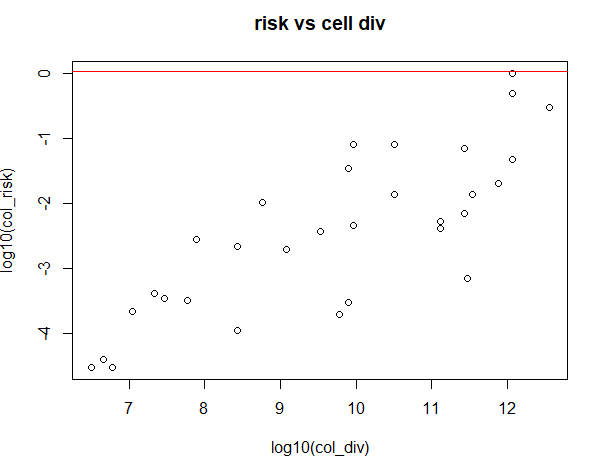 risk vs cell div
log10(col_risk)
0
-1
-2
-3
-4
7 8 9 10 11 12
log10(col_div)